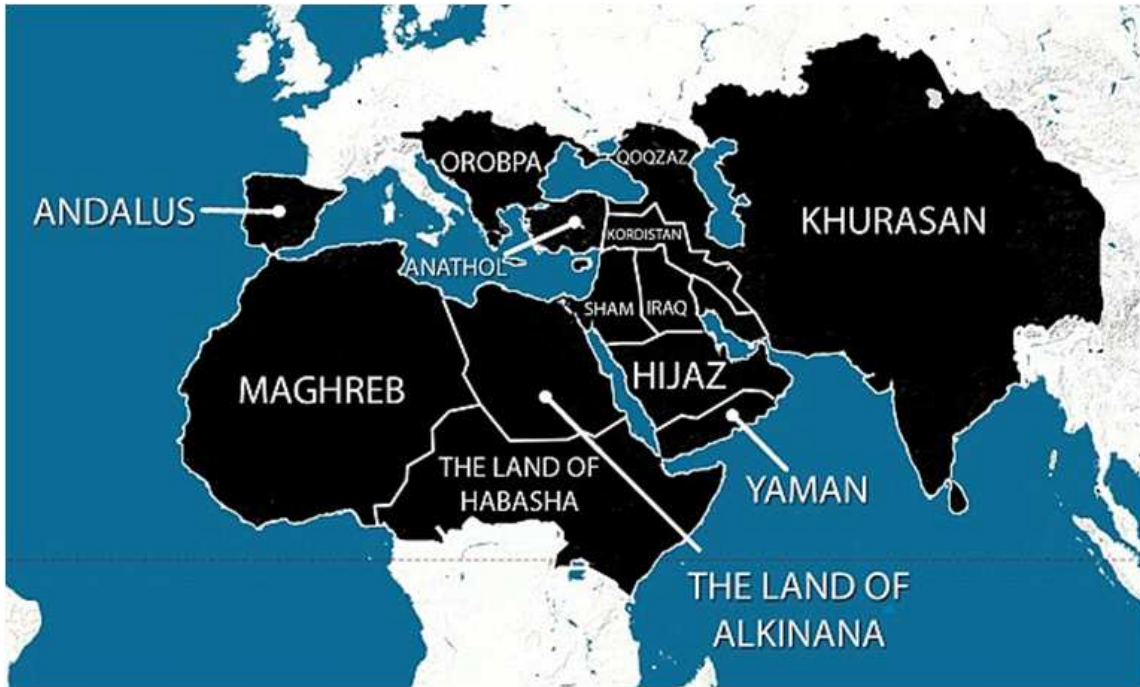 OROBPA
QOQZAZ
ANDALUS
KHURASAN
KORDISTAN
ANATHOL
SHAM
IRAQ
HIJAZ
MAGHREB
THE LAND OF
HABASHA
YAMAN
THE LAND OF
ALKINANA